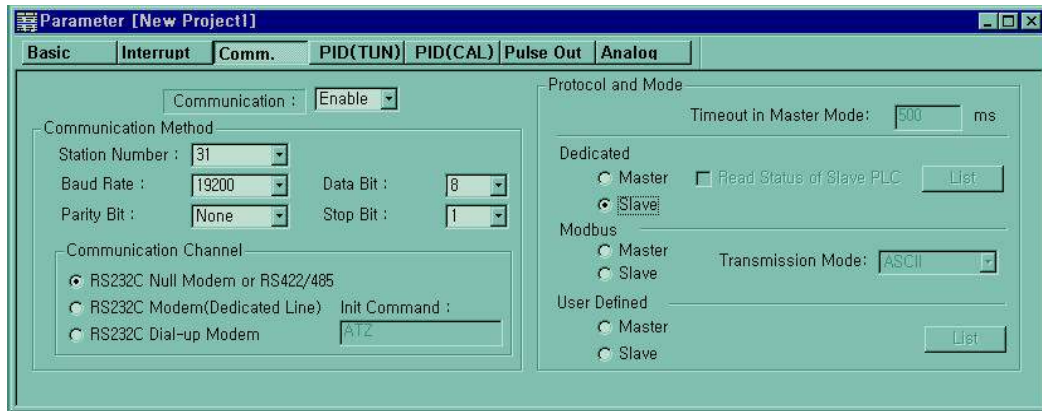 Parameter [New Project1]
Basic Interrupt Comm. PID(TUN) PID(CAL) Pulse Out Analog
Communication : Enable
Communication Method
Station Number : 31
Baud Rate : 19200 Data Bit : 8
Parity Bit : None Stop Bit : 1
Communication Channel
RS232C Null Modem or RS422/485
RS232C Modem(Dedicated Line) Init Command :
RS232C Dial-up Modem ATZ
Protocol and Mode
Timeout in Master Mode: 500 ms
Dedicated
Master Read Status of Slave PLC List
Slave
Modbus
Master
Slave Transmission Mode: ASCII
User Defined
Master
Slave List